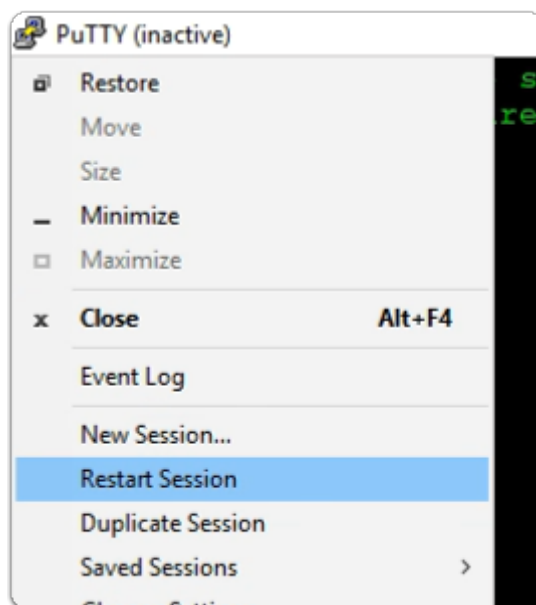 PuTTY (inactive)
Restore
Move
Size
Minimize
Maximize
Close Alt+F4
Event Log
New Session...
Restart Session
Duplicate Session
Saved Sessions